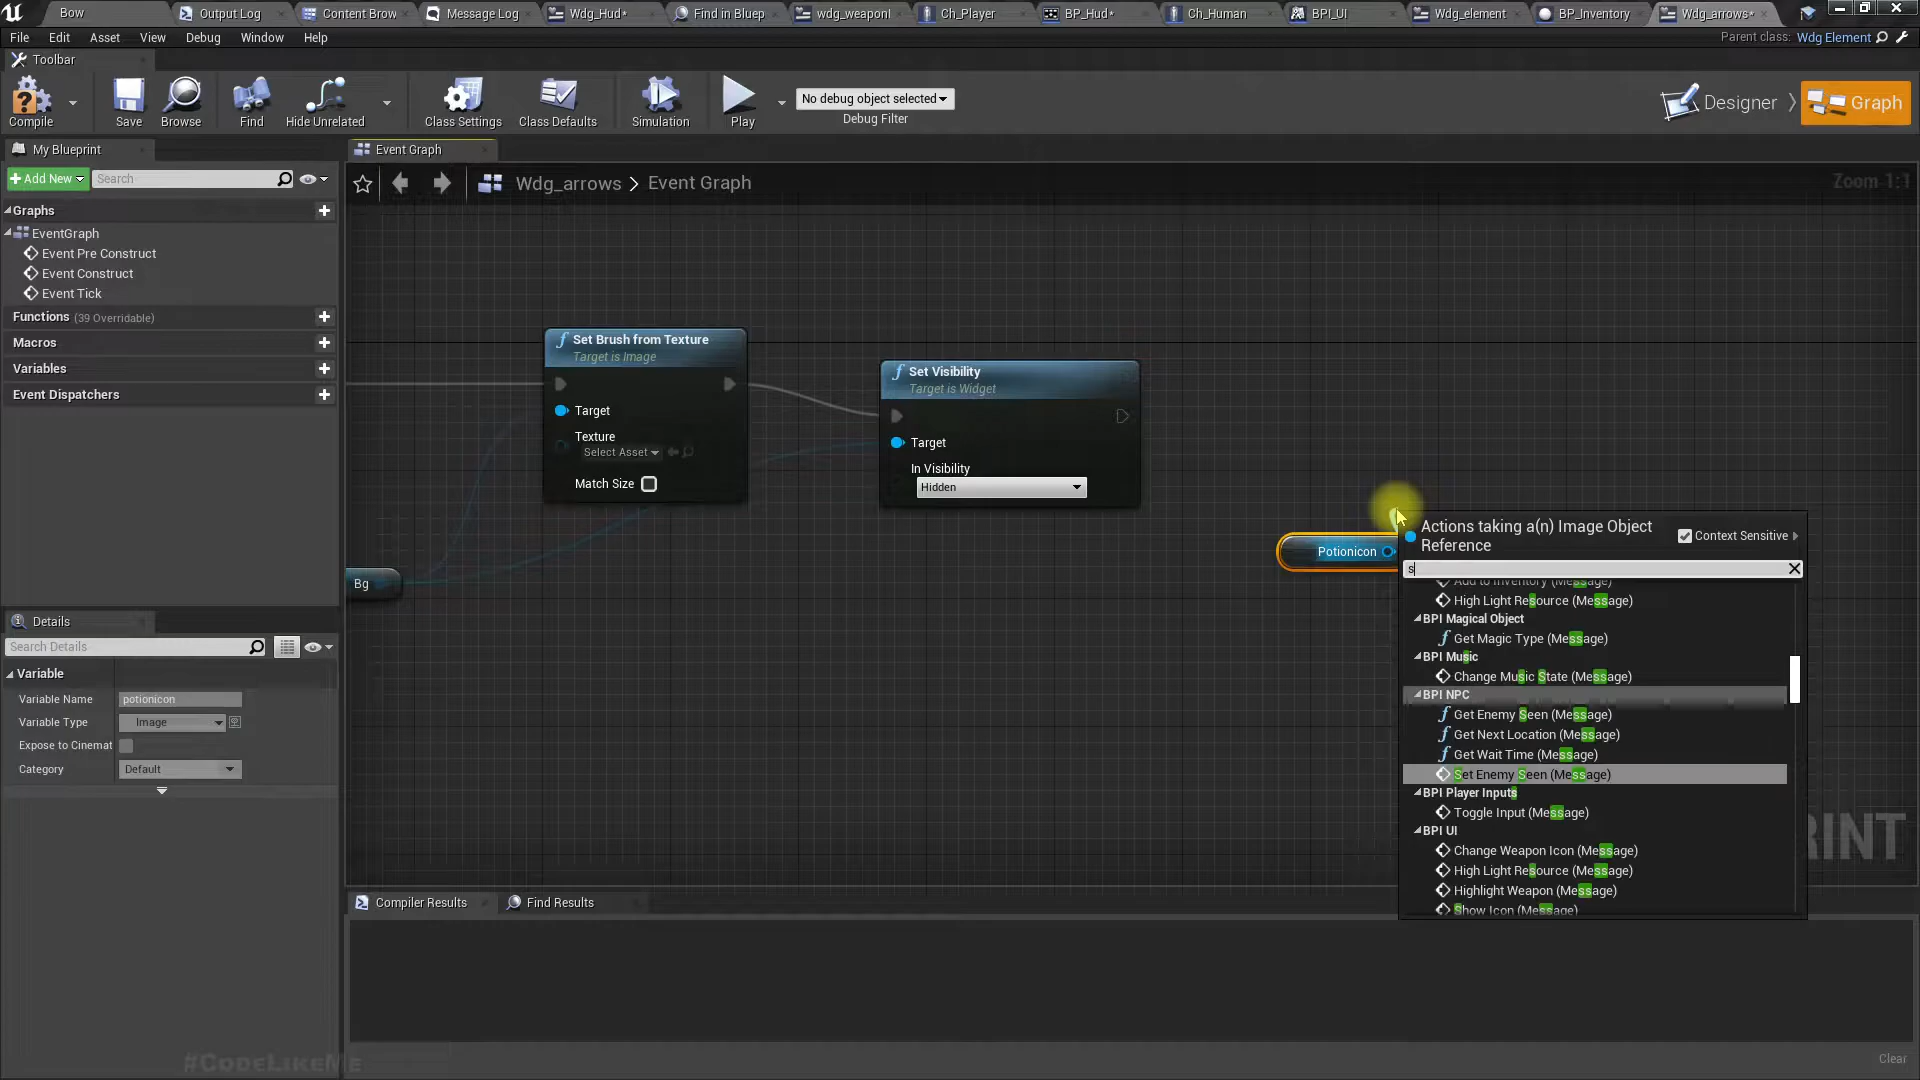 Bow
Output Log
Content Brow
Message Log
Wdg_Hud*
Find in Bluep
wdg_weaponI
Ch_Player
BP_Hud*
Ch_Human
BPI_UI
Wdg_element
BP_Inventory
Wdg_arrows*
File Edit Asset View Debug Window Help
Parent class: Wdg Element
Toolbar
Compile
Save
Browse
Find
Hide Unrelated
Class Settings
Class Defaults
Simulation
Play
No debug object selected
Debug Filter
Designer
Graph
My Blueprint
Event Graph
Add New
Search
Wdg_arrows > Event Graph
Zoom 1:1
Graphs
EventGraph
Event Pre Construct
Event Construct
Event Tick
Functions (39 Overridable)
Macros
Variables
Event Dispatchers
Set Brush from Texture
Target is Image
Target
Texture
Select Asset
Match Size
Set Visibility
Target is Widget
Target
In Visibility
Hidden
Bg
Potionicon
Actions taking a(n) Image Object Reference
Context Sensitive
s
Add to Inventory (Message)
High Light Resource (Message)
BPI Magical Object
Get Magic Type (Message)
BPI Music
Change Music State (Message)
BPI NPC
Get Enemy Seen (Message)
Get Next Location (Message)
Get Wait Time (Message)
Set Enemy Seen (Message)
BPI Player Inputs
Toggle Input (Message)
BPI UI
Change Weapon Icon (Message)
High Light Resource (Message)
Highlight Weapon (Message)
Show Icon (Message)
RINT
Details
Search Details
Variable
Variable Name potionicon
Variable Type Image
Expose to Cinemat
Category Default
Compiler Results
Find Results
Clear
#CodeLikeMe